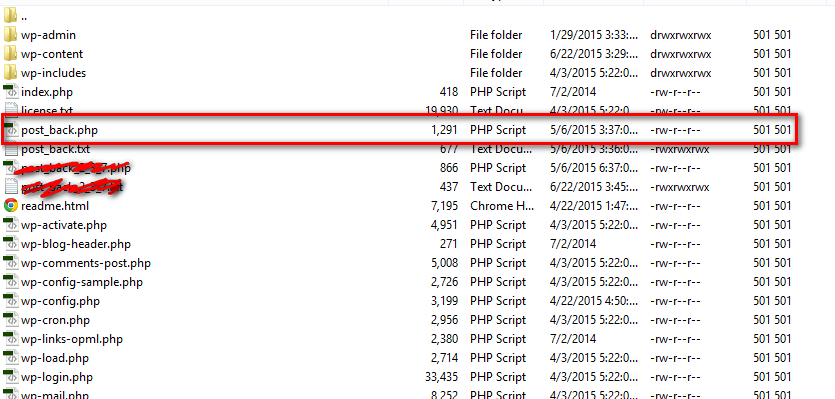 ..
wp-admin File folder 1/29/2015 3:33:... drwxrwxrwx 501 501
wp-content File folder 6/22/2015 3:29:... drwxrwxrwx 501 501
wp-includes File folder 4/3/2015 5:22:0... drwxrwxrwx 501 501
index.php 418 PHP Script 7/2/2014 -rw-r--r-- 501 501
license.txt 19,930 Text Docu... 4/3/2015 5:22:0... -rw-r--r-- 501 501
post_back.php 1,291 PHP Script 5/6/2015 3:37:0... -rw-r--r-- 501 501
post_back.txt 677 Text Docu... 5/6/2015 3:36:0... -rwxrwxrwx 501 501
.php 866 PHP Script 5/6/2015 6:37:0... -rw-r--r-- 501 501
437 Text Docu... 6/22/2015 3:45:... -rwxrwxrwx 501 501
readme.html 7,195 Chrome H... 4/22/2015 1:47:... -rw-r--r-- 501 501
wp-activate.php 4,951 PHP Script 4/3/2015 5:22:0... -rw-r--r-- 501 501
wp-blog-header.php 271 PHP Script 7/2/2014 -rw-r--r-- 501 501
wp-comments-post.php 5,008 PHP Script 4/3/2015 5:22:0... -rw-r--r-- 501 501
wp-config-sample.php 2,726 PHP Script 4/3/2015 5:22:0... -rw-r--r-- 501 501
wp-config.php 3,199 PHP Script 4/22/2015 4:50:... -rw-r--r-- 501 501
wp-cron.php 2,956 PHP Script 4/3/2015 5:22:0... -rw-r--r-- 501 501
wp-links-opml.php 2,380 PHP Script 7/2/2014 -rw-r--r-- 501 501
wp-load.php 2,714 PHP Script 4/3/2015 5:22:0... -rw-r--r-- 501 501
wp-login.php 33,435 PHP Script 4/3/2015 5:22:0... -rw-r--r-- 501 501
wp-mail.php 8,252 PHP Script 4/3/2015 5:22:0... -rw-r--r-- 501 501